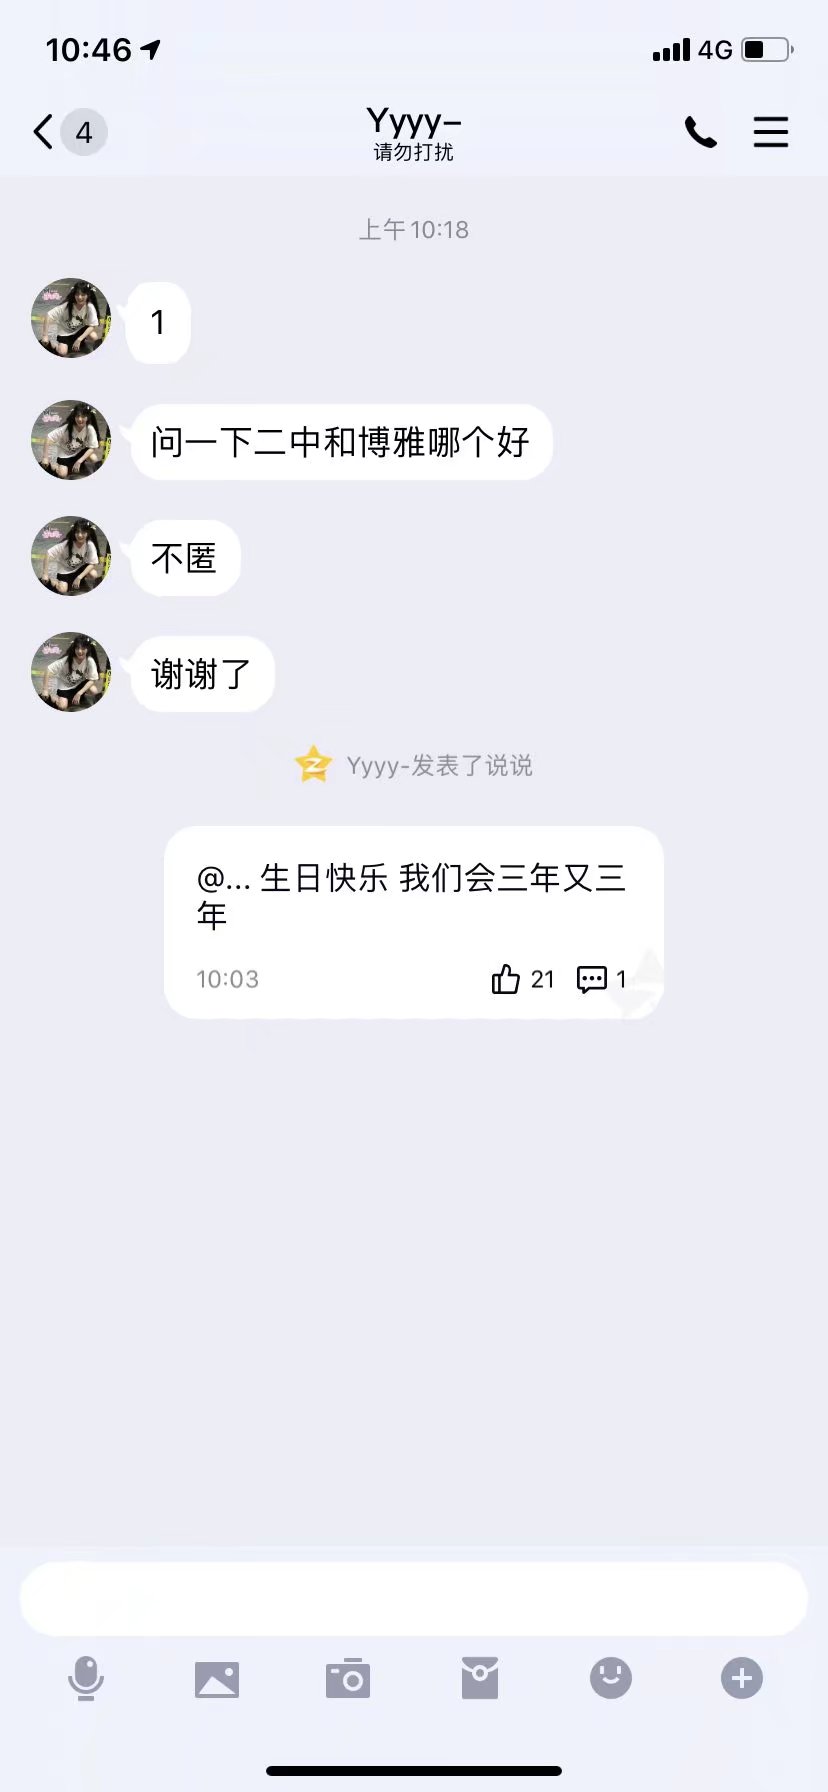 10:46
4G
4
Yyyy-
请勿打扰
上午10:18
1
问一下二中和博雅哪个好
不匿
谢谢了
Yyyy-发表了说说
@... 生日快乐 我们会三年又三
年
10:03
21
1